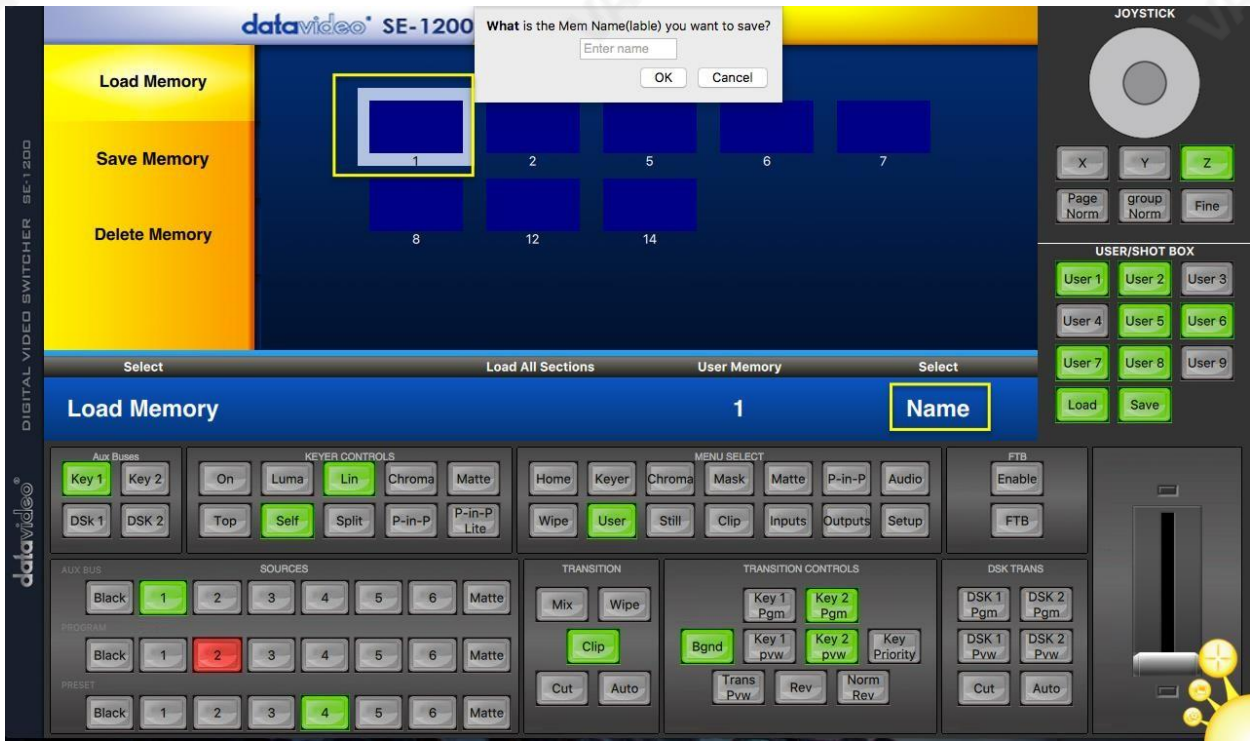 datavideo® SE-1200
What is the Mem Name(lable) you want to save?
Enter name
OK Cancel
Load Memory
Save Memory
Delete Memory
1 2 5 6 7
8 12 14
Select Load All Sections User Memory Select
Load Memory 1 Name
DIGITAL VIDEO SWITCHER SE-1200
datavideo®
JOYSTICK
X Y Z
Page Norm group Norm Fine
USER/SHOT BOX
User 1 User 2 User 3
User 4 User 5 User 6
User 7 User 8 User 9
Load Save
Aux Buses
Key 1 Key 2
DSk 1 DSK 2
KEYER CONTROLS
On Luma Lin Chroma Matte
Top Self Split P-in-P P-in-P Lite
MENU SELECT
Home Keyer Chroma Mask Matte P-in-P Audio
Wipe User Still Clip Inputs Outputs Setup
FTB
Enable
FTB
AUX BUS SOURCES
Black 1 2 3 4 5 6 Matte
PROGRAM
Black 1 2 3 4 5 6 Matte
PRESET
Black 1 2 3 4 5 6 Matte
TRANSITION
Mix Wipe
Clip
Cut Auto
TRANSITION CONTROLS
Key 1 Pgm Key 2 Pgm
Bgnd Key 1 pvw Key 2 pvw Key Priority
Trans Pvw Rev Norm Rev
DSK TRANS
DSK 1 Pgm DSK 2 Pgm
DSK 1 Pvw DSK 2 Pvw
Cut Auto